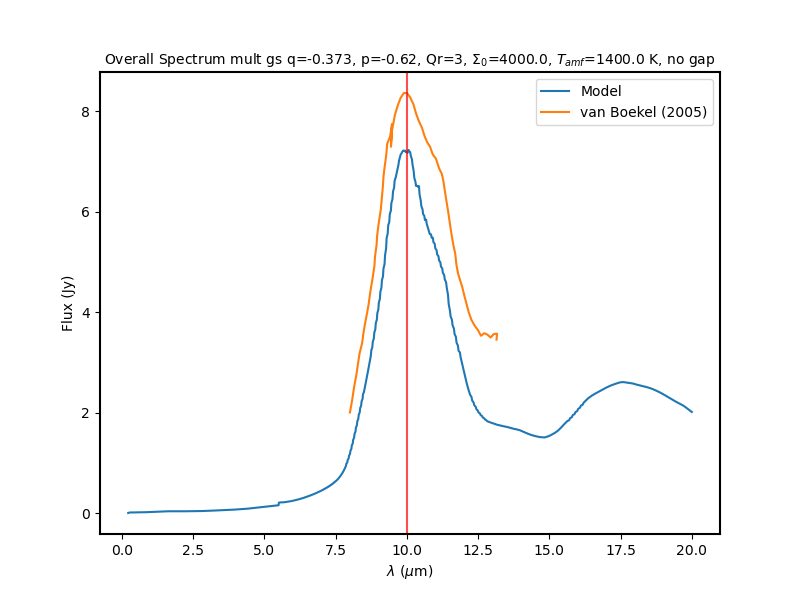 Overall Spectrum mult gs q=-0.373, p=-0.62, Qr=3, Σ₀=4000.0, T_amf=1400.0 K, no gap
Model
van Boekel (2005)
8
6
4
2
0
Flux (Jy)
0.0 2.5 5.0 7.5 10.0 12.5 15.0 17.5 20.0
λ (μm)